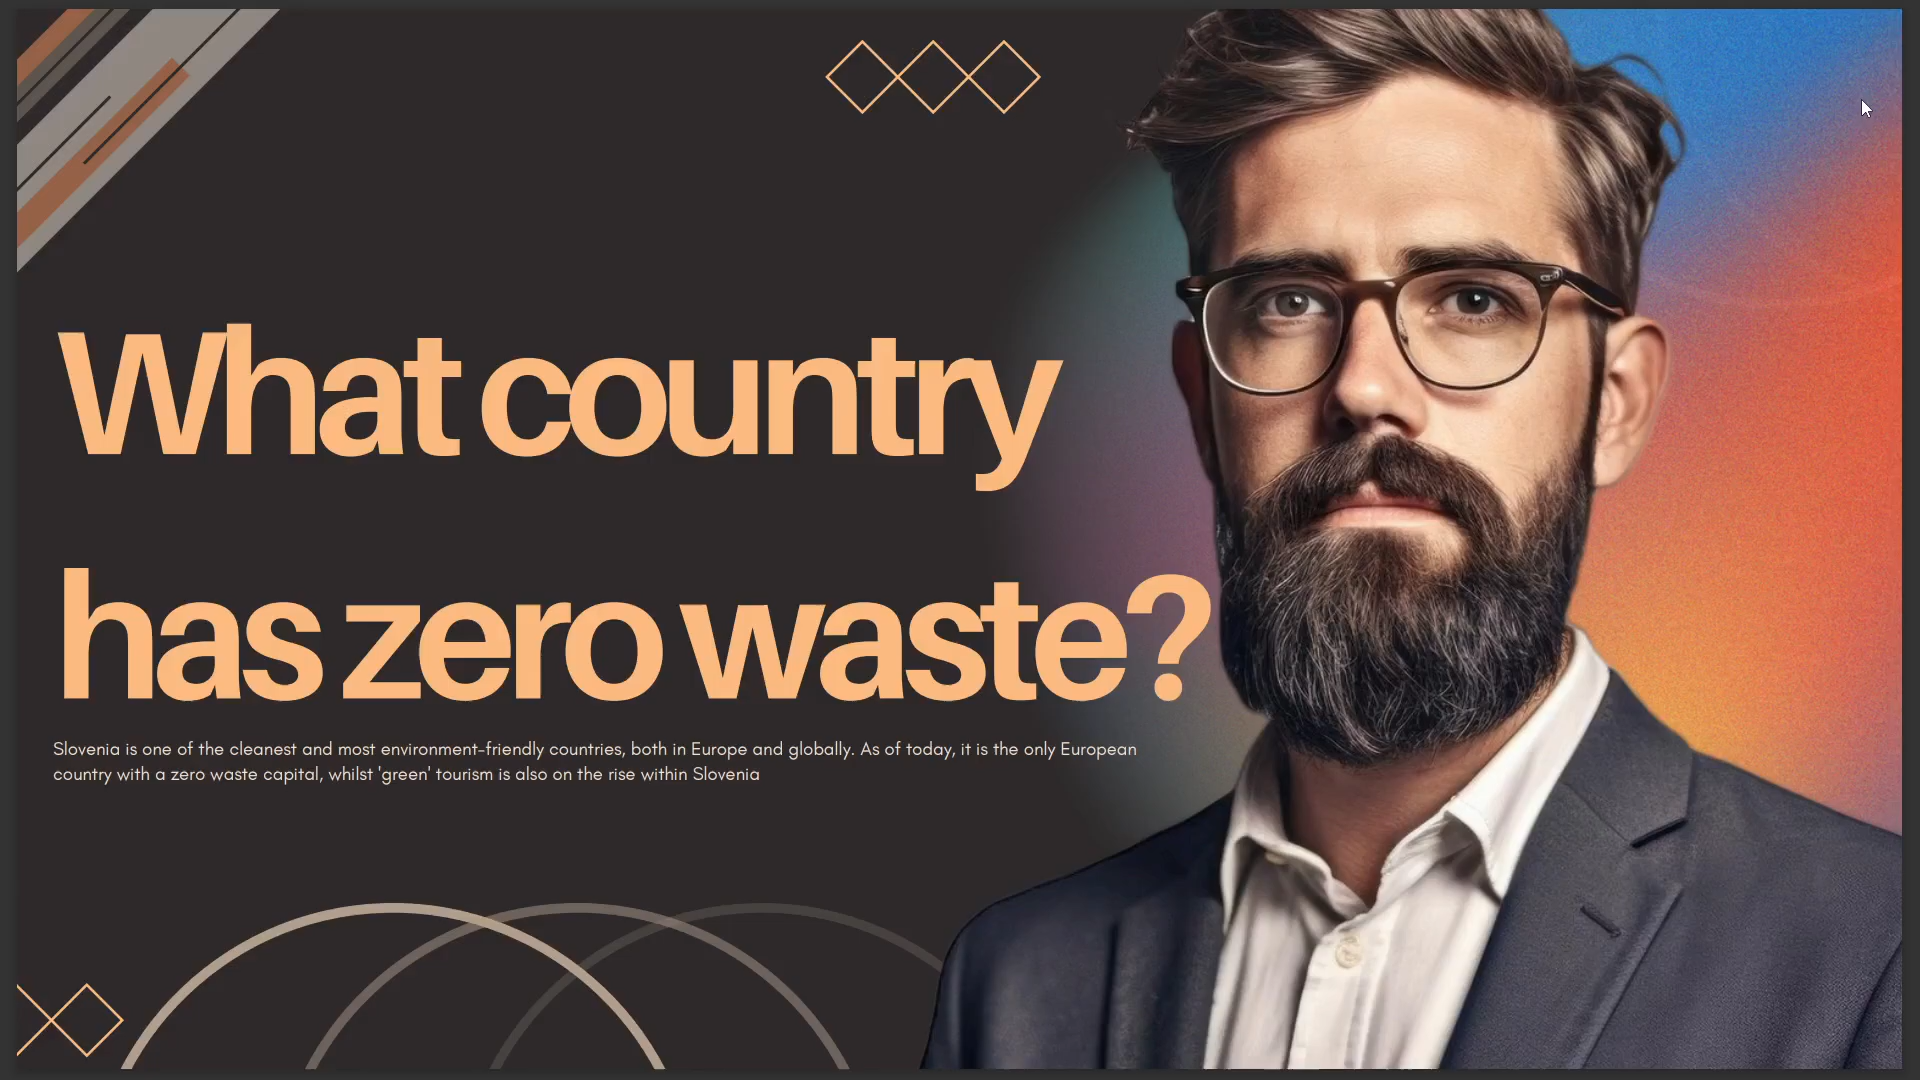 What country
has zero waste?
Slovenia is one of the cleanest and most environment-friendly countries, both in Europe and globally. As of today, it is the only European
country with a zero waste capital, whilst 'green' tourism is also on the rise within Slovenia